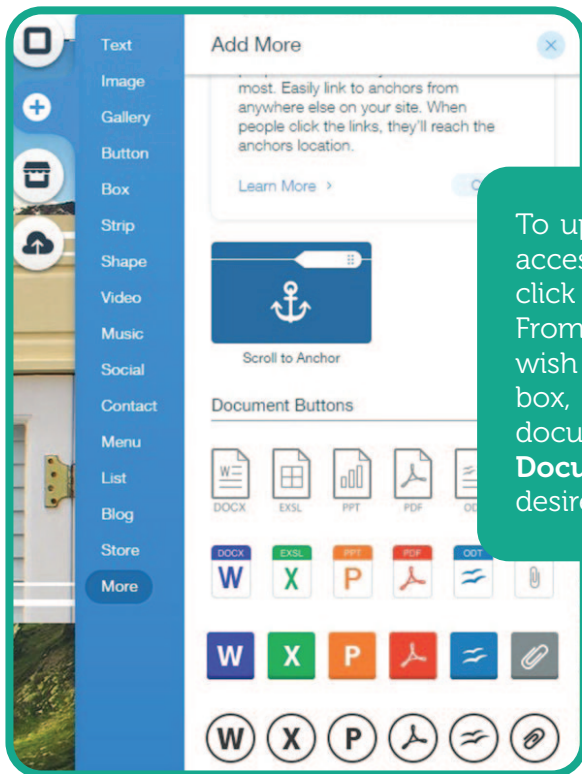 Text
Image
Gallery
Button
Box
Strip
Shape
Video
Music
Social
Contact
Menu
List
Blog
Store
More
Add More
most. Easily link to anchors from
anywhere else on your site. When
people click the links, they'll reach the
anchors location.
Learn More >
Scroll to Anchor
Document Buttons
DOCX EXSL PPT PDF
DOCX EXSL PPT PDF ODT
W X P
W X P
W X P
To up
acces
click
From
wish
box,
docu
Docu
desire